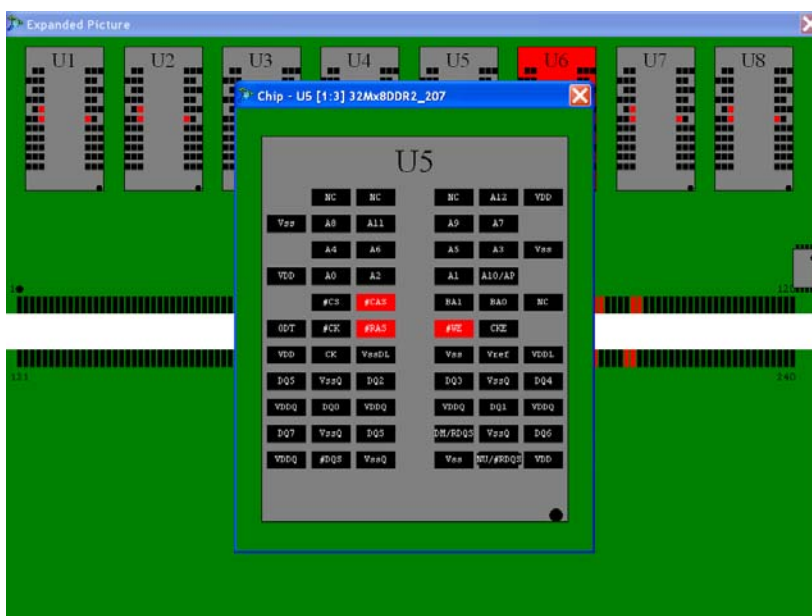 Expanded Picture
U1 U2 U3 U4 U5 U6 U7 U8
Chip - U5 [1:3] 32Mx8DDR2_207
U5
NC NC NC A12 VDD
Vss A8 A11 A9 A7
A4 A6 A5 A3 Vss
VDD A0 A2 A1 A10/AP
#CS #CAS BA1 BA0 NC
ODT #CK #RAS #WE CKE
VDD CK VssDL Vss Vref VDDL
DQ5 VssQ DQ2 DQ3 VssQ DQ4
VDDQ DQ0 VDDQ VDDQ DQ1 VDDQ
DQ7 VssQ DQS DM/RDQS VssQ DQ6
VDDQ #DQS VssQ Vss NU/#RDQS VDD
1 120
121 240